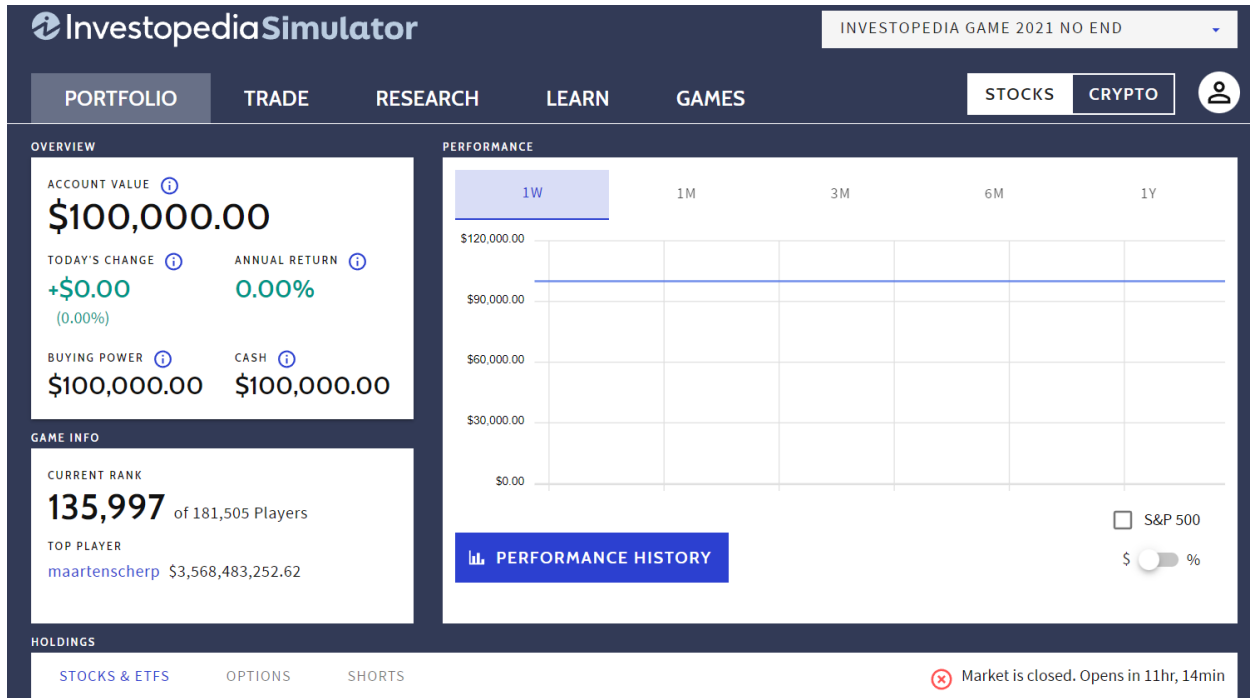 InvestopediaSimulator
INVESTOPEDIA GAME 2021 NO END
PORTFOLIO TRADE RESEARCH LEARN GAMES STOCKS CRYPTO
OVERVIEW
ACCOUNT VALUE
$100,000.00
TODAY'S CHANGE ANNUAL RETURN
+$0.00 0.00%
(0.00%)
BUYING POWER CASH
$100,000.00 $100,000.00
GAME INFO
CURRENT RANK
135,997 of 181,505 Players
TOP PLAYER
maartenscherp $3,568,483,252.62
PERFORMANCE
1W 1M 3M 6M 1Y
$120,000.00
$90,000.00
$60,000.00
$30,000.00
$0.00
S&P 500
PERFORMANCE HISTORY
$ %
HOLDINGS
STOCKS & ETFS OPTIONS SHORTS Market is closed. Opens in 11hr, 14min